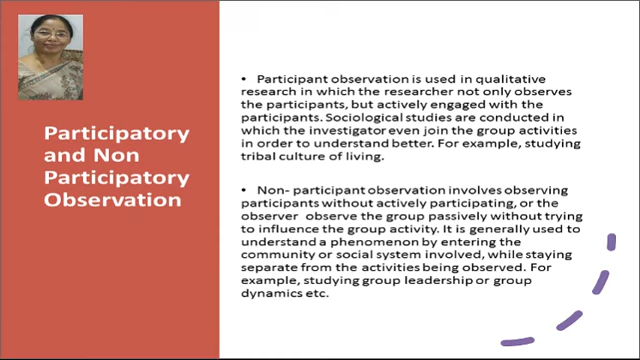 Participatory
and Non
Participatory
Observation
• Participant observation is used in qualitative
research in which the researcher not only observes
the participants, but actively engaged with the
participants. Sociological studies are conducted in
which the investigator even join the group activities
in order to understand better. For example, studying
tribal culture of living.
• Non- participant observation involves observing
participants without actively participating, or the
observer observe the group passively without trying
to influence the group activity. It is generally used to
understand a phenomenon by entering the
community or social system involved, while staying
separate from the activities being observed. For
example, studying group leadership or group
dynamics etc.